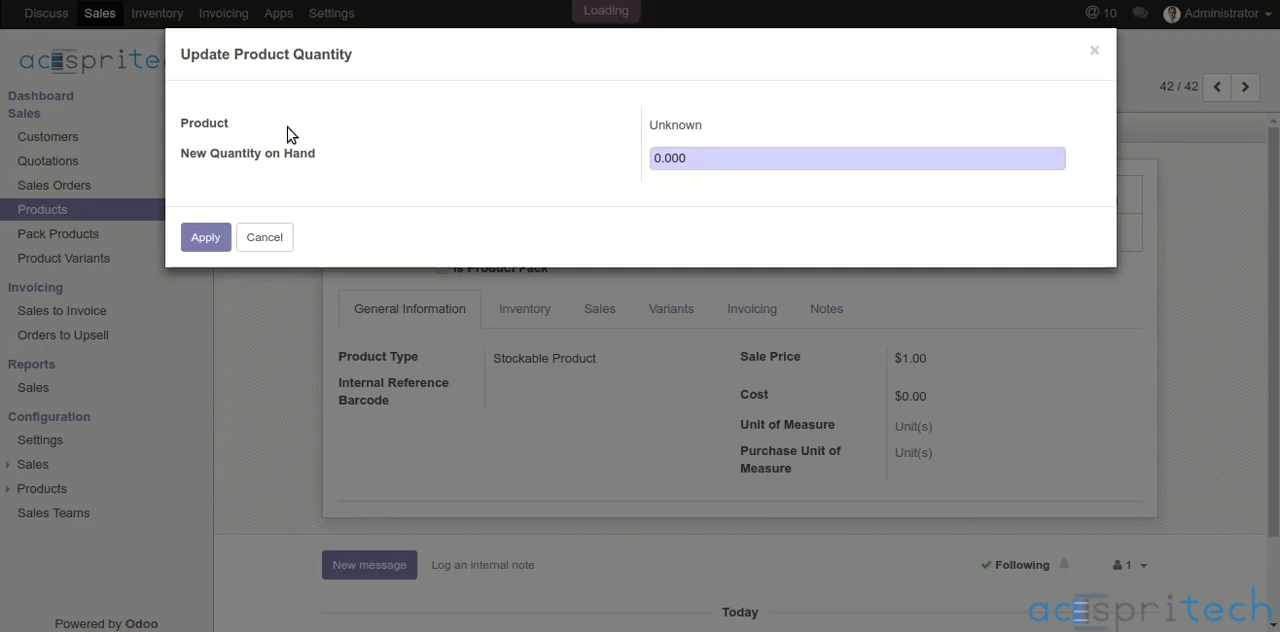 Discuss Sales Inventory Invoicing Apps Settings Loading @ 10 Administrator
Update Product Quantity ×
42 / 42
Dashboard
Sales
Customers
Quotations
Sales Orders
Products
Pack Products
Product Variants
Invoicing
Sales to Invoice
Orders to Upsell
Reports
Sales
Configuration
Settings
Sales
Products
Sales Teams
Powered by Odoo
Product Unknown
New Quantity on Hand 0.000
Apply Cancel
Is Product Pack
General Information Inventory Sales Variants Invoicing Notes
Product Type Stockable Product
Internal Reference
Barcode
Sale Price $1.00
Cost $0.00
Unit of Measure Unit(s)
Purchase Unit of Measure Unit(s)
New message Log an internal note Following 1
Today
acespritech